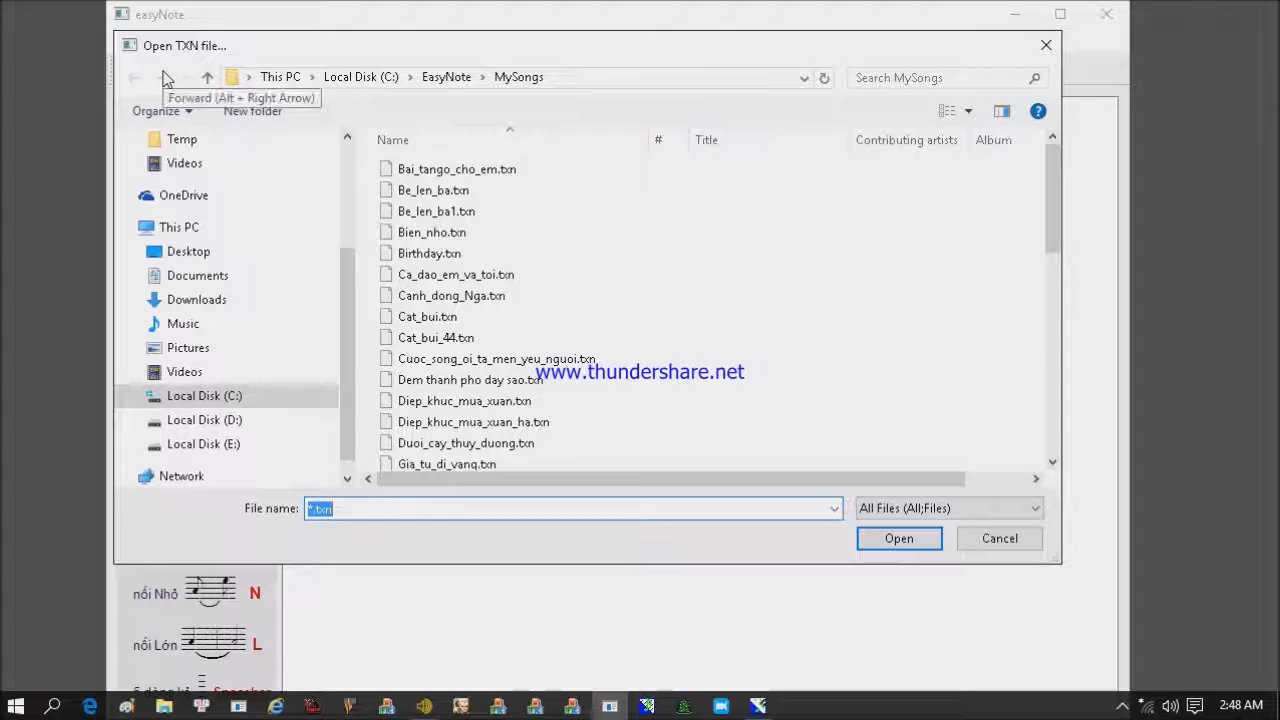 easyNote
Open TXN file...
This PC
Local Disk (C:)
EasyNote
MySongs
Search MySongs
Forward (Alt + Right Arrow)
Organize
New folder
Temp
Videos
OneDrive
This PC
Desktop
Documents
Downloads
Music
Pictures
Videos
Local Disk (C:)
Local Disk (D:)
Local Disk (E:)
Network
Name
#
Title
Contributing artists
Album
Bai_tango_cho_em.txn
Be_len_ba.txn
Be_len_ba1.txn
Bien_nho.txn
Birthday.txn
Ca_dao_em_va_toi.txn
Canh_dong_Nga.txn
Cat_bui.txn
Cat_bui_44.txn
Cuoc_song_oi_ta_men_yeu_nguoi.txn
Dem thanh pho day sao.txn
www.thundershare.net
Diep_khuc_mua_xuan.txn
Diep_khuc_mua_xuan_ha.txn
Duoi_cay_thuy_duong.txn
Gia_tu_di_vang.txn
File name:
*.txn
All Files (All;Files)
Open
Cancel
nối Nhỏ
N
nối Lớn
L
2:48 AM